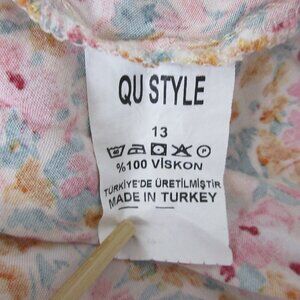 QU STYLE
13
%100 VİSKON
TÜRKİYE'DE ÜRETİLMİŞTİR
MADE IN TURKEY